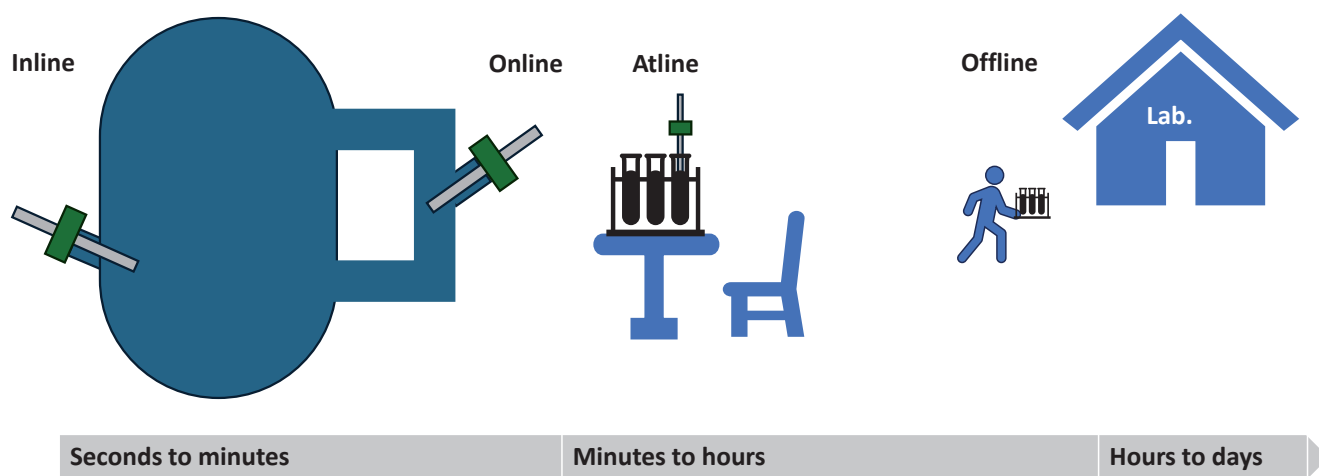 Inline
Online
Atline
Offline
Lab.
Seconds to minutes
Minutes to hours
Hours to days